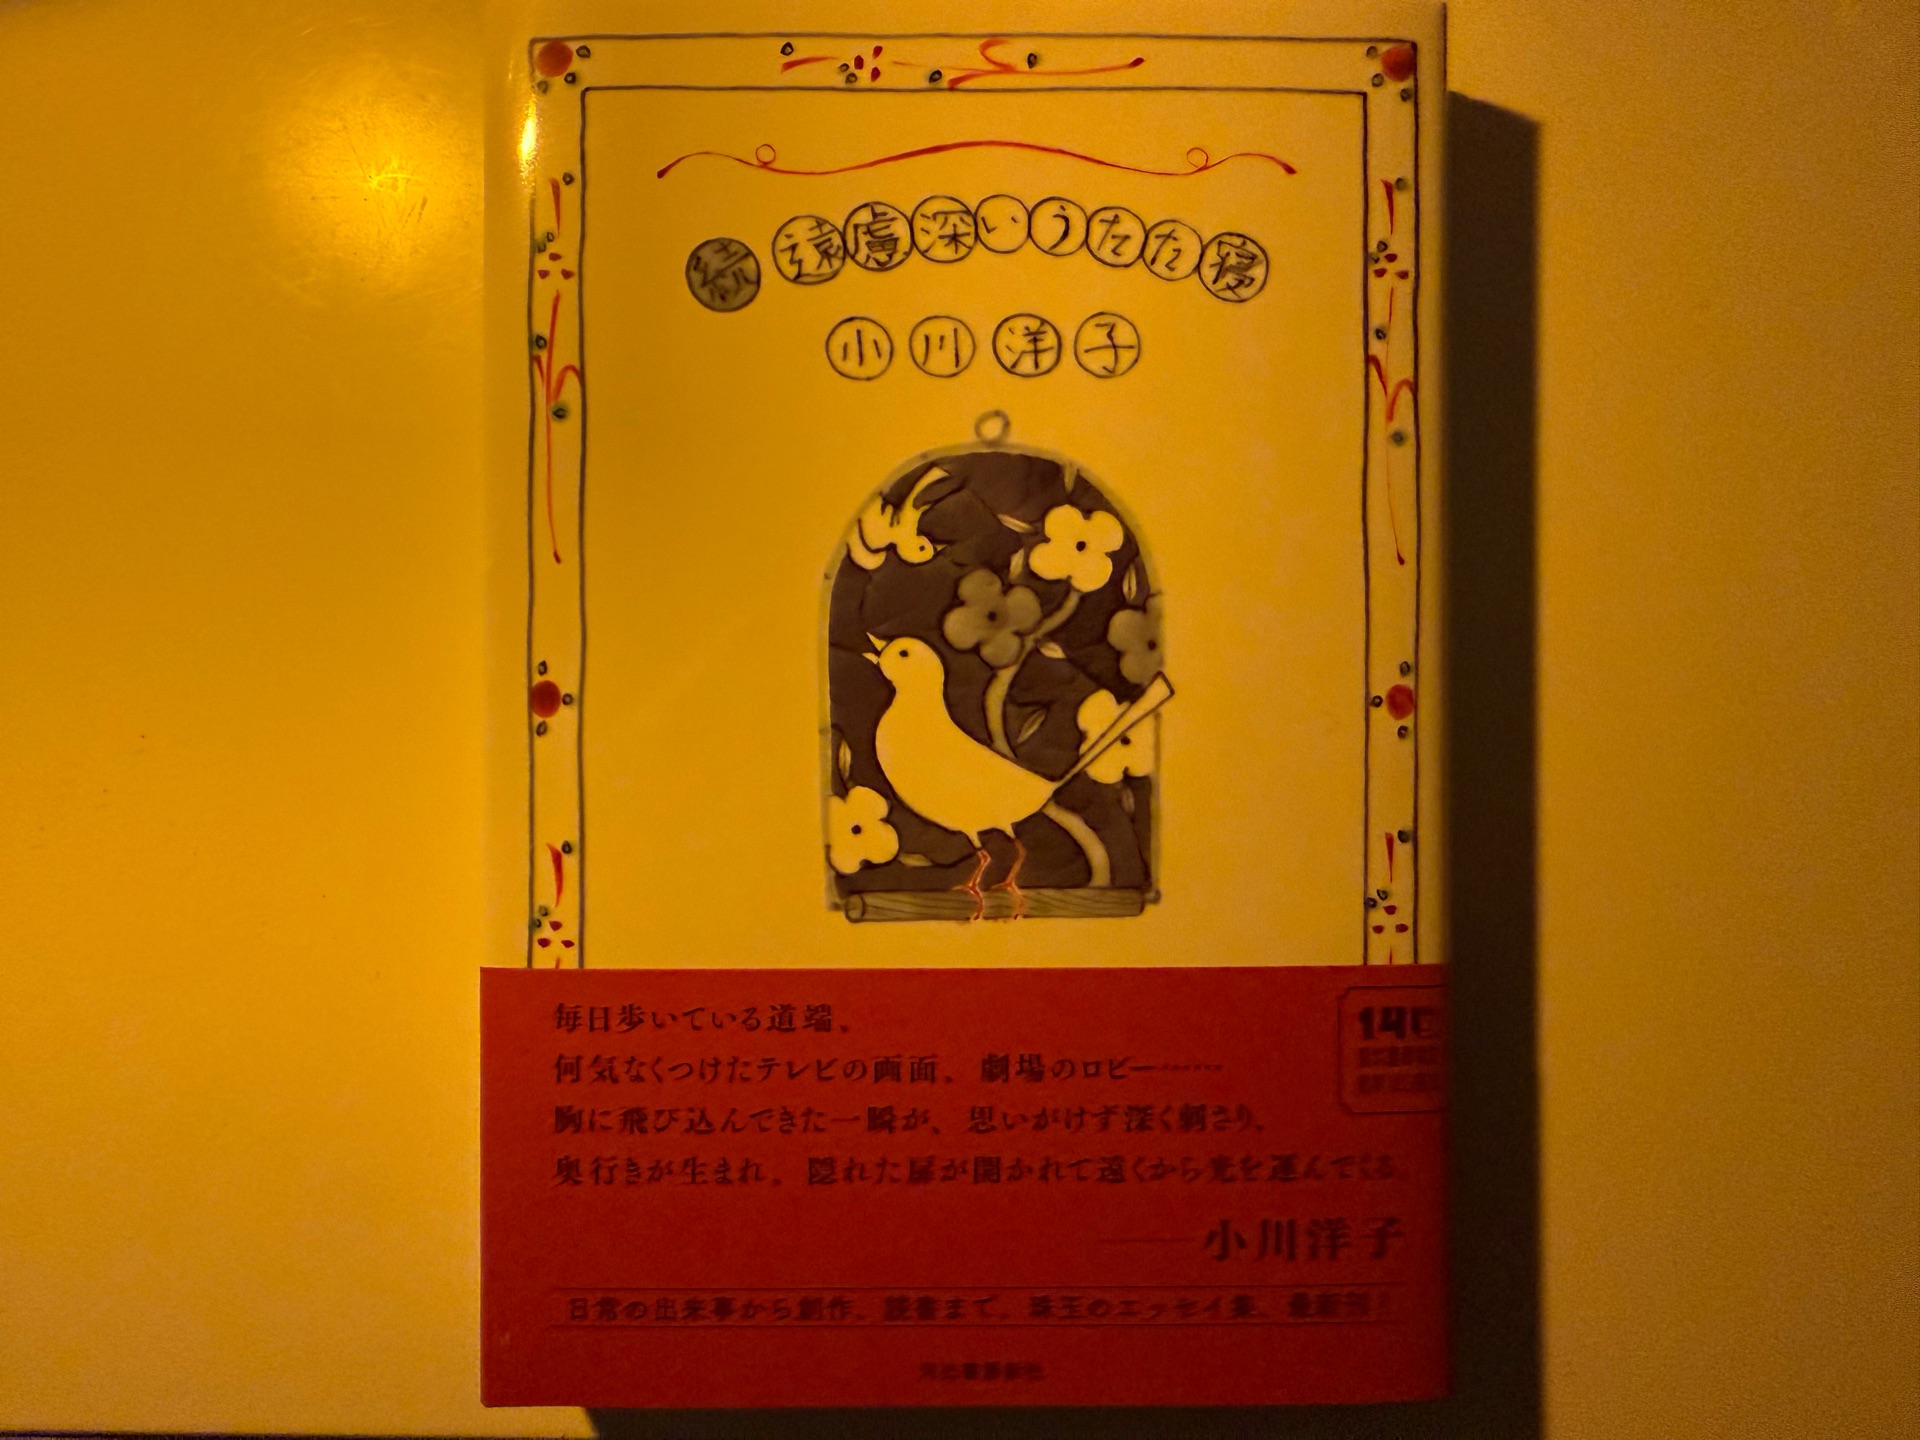 続 遠慮深いうたた寝
小川洋子
毎日歩いている道端、
何気なくつけたテレビの画面、劇場のロビー……
胸に飛び込んできた一瞬が、思いがけず深く刺さり、
奥行きが生まれ、隠れた扉が開かれて遠くから光を運んでくる。
——小川洋子
日常の出来事から創作、読書まで、珠玉のエッセイ集、最新刊！
河出書房新社